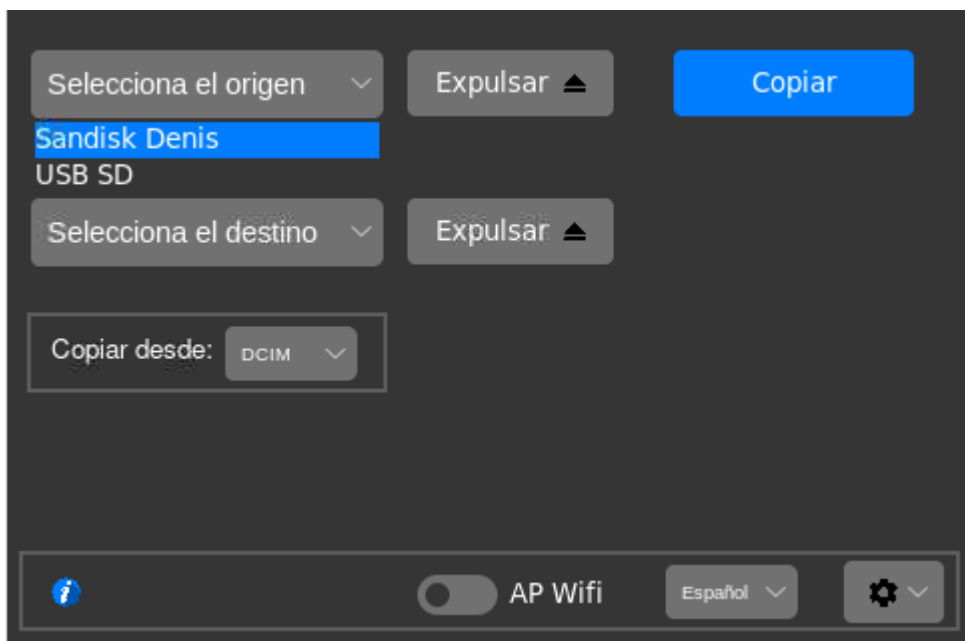 Selecciona el origen
Expulsar ⏏
Copiar
Sandisk Denis
USB SD
Selecciona el destino
Expulsar ⏏
Copiar desde:
DCIM
AP Wifi
Español